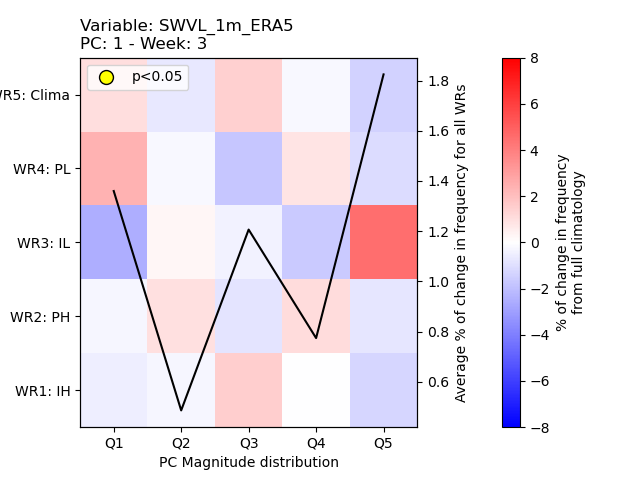 Variable: SWVL_1m_ERA5
PC: 1 - Week: 3
p<0.05
WR5: Clima
WR4: PL
WR3: IL
WR2: PH
WR1: IH
Q1 Q2 Q3 Q4 Q5
PC Magnitude distribution
1.8
1.6
1.4
1.2
1.0
0.8
0.6
Average % of change in frequency for all WRs
8
6
4
2
0
−2
−4
−6
−8
% of change in frequency
from full climatology